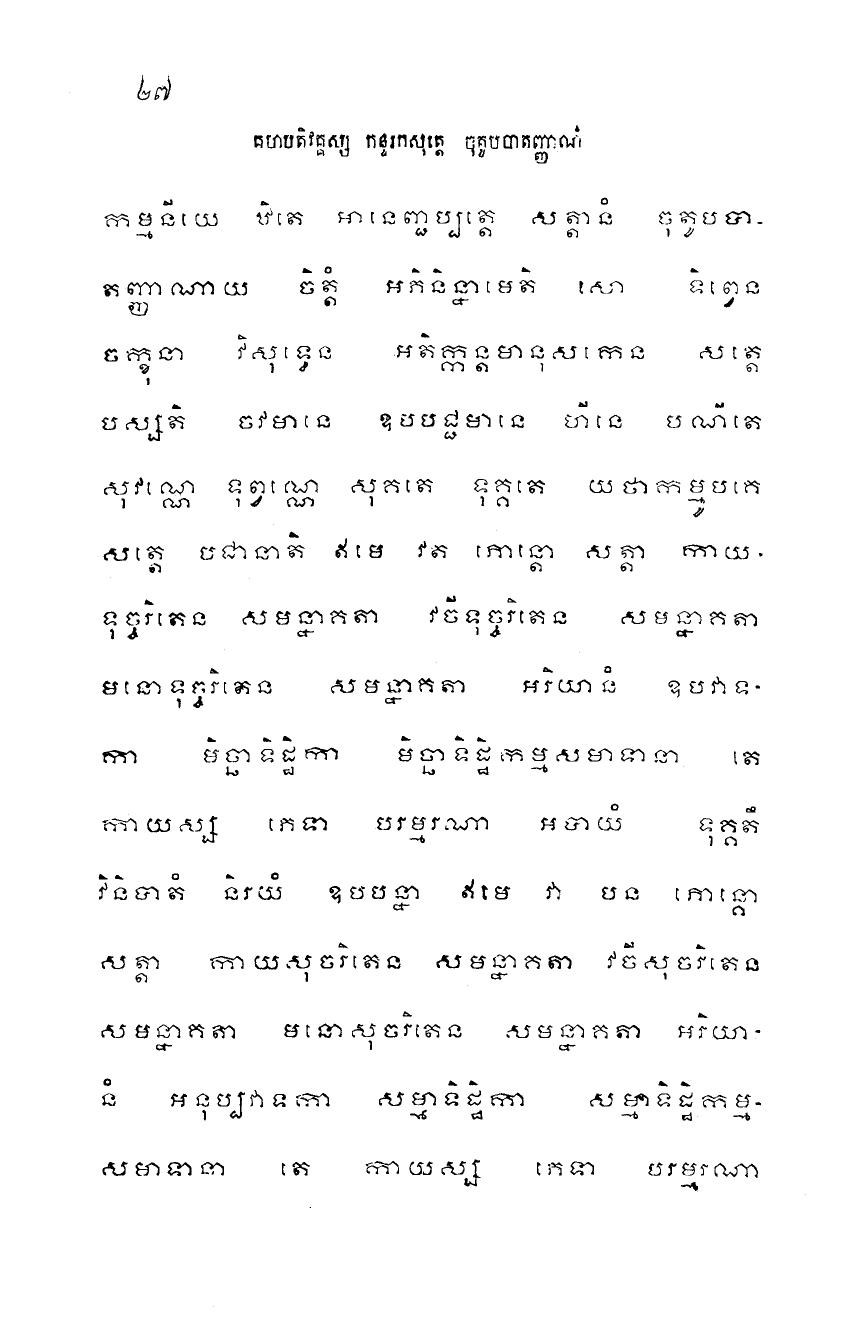 ២៧
គហបតិវគ្គស្ស កន្ទរកសុត្តេ ចុតូបបាតញ្ញាណំ
កម្មនីយេ ឋិតេ អានេញ្ជប្បត្តេ សត្តានំ ចុតូបបា-
តញ្ញាណាយ ចិត្តំ អភិនិន្នាមេតិ សោ ទិព្វេន
ចក្ខុនា វិសុទ្ធេន អតិក្កន្តមានុសកេន សត្តេ
បស្សតិ ចវមានេ ឧបបជ្ជមានេ ហីនេ បណីតេ
សុវណ្ណេ ទុព្វណ្ណេ សុគតេ ទុគ្គតេ យថាកម្មូបគេ
សត្តេ បជានាតិ ឥមេ វត ភោន្តោ សត្តា កាយ-
ទុច្ចរិតេន សមន្នាគតា វចីទុច្ចរិតេន សមន្នាគតា
មនោទុច្ចរិតេន សមន្នាគតា អរិយានំ ឧបវាទ-
កា មិច្ឆាទិដ្ឋិកា មិច្ឆាទិដ្ឋិកម្មសមាទានា តេ
កាយស្ស ភេទា បរម្មរណា អបាយំ ទុគ្គតឹ
វិនិបាតំ និរយំ ឧបបន្នា ឥមេ វា បន ភោន្តោ
សត្តា កាយសុចរិតេន សមន្នាគតា វចីសុចរិតេន
សមន្នាគតា មនោសុចរិតេន សមន្នាគតា អរិយា-
នំ អនុប្បវាទកា សម្មាទិដ្ឋិកា សម្មាទិដ្ឋិកម្ម-
សមាទានា តេ កាយស្ស ភេទា បរម្មរណា